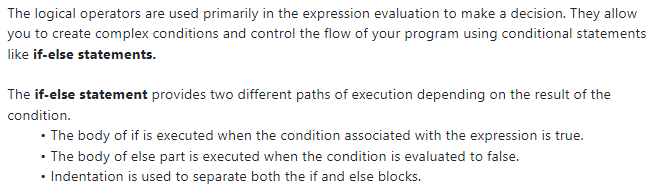 The logical operators are used primarily in the expression evaluation to make a decision. They allow
you to create complex conditions and control the flow of your program using conditional statements
like if-else statements.
The if-else statement provides two different paths of execution depending on the result of the
condition.
• The body of if is executed when the condition associated with the expression is true.
• The body of else part is executed when the condition is evaluated to false.
• Indentation is used to separate both the if and else blocks.